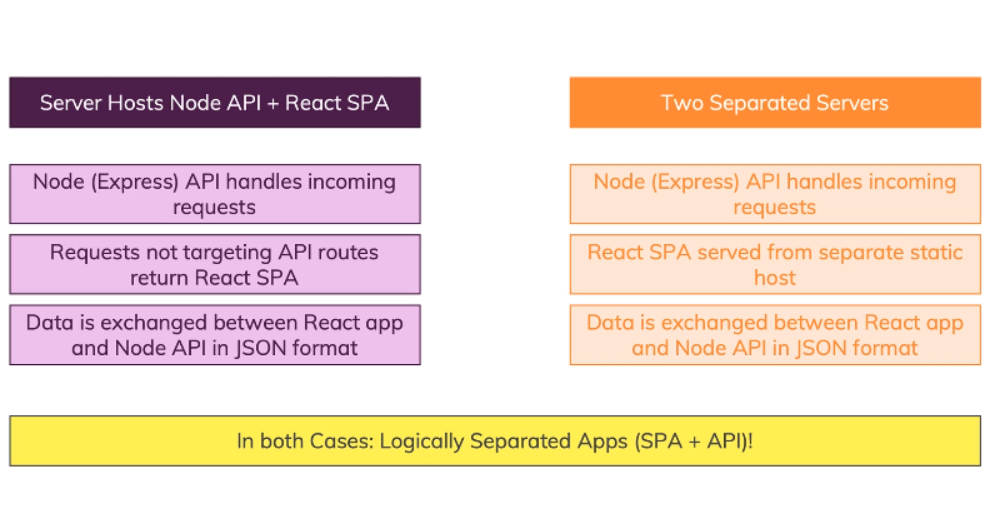 Server Hosts Node API + React SPA
Node (Express) API handles incoming
requests
Requests not targeting API routes
return React SPA
Data is exchanged between React app
and Node API in JSON format
Two Separated Servers
Node (Express) API handles incoming
requests
React SPA served from separate static
host
Data is exchanged between React app
and Node API in JSON format
In both Cases: Logically Separated Apps (SPA + API)!